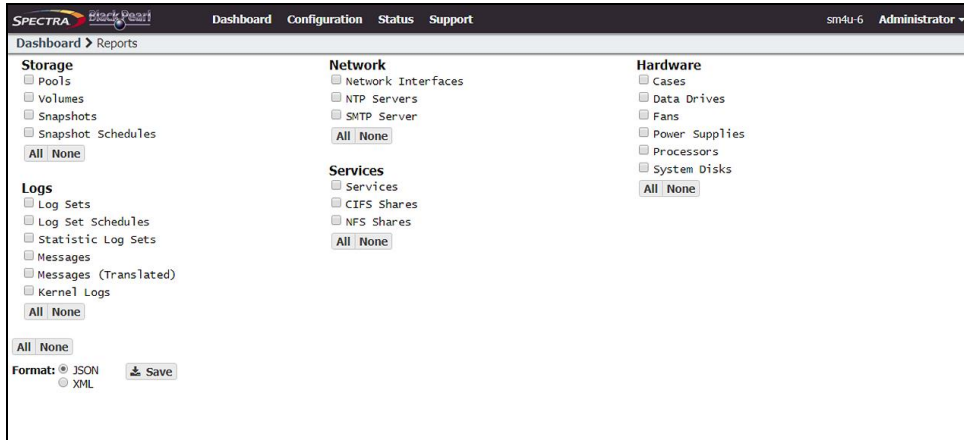 SPECTRA BlackPearl Dashboard Configuration Status Support sm4u-6 Administrator
Dashboard > Reports
Storage
Pools
Volumes
Snapshots
Snapshot Schedules
All None
Logs
Log Sets
Log Set Schedules
Statistic Log Sets
Messages
Messages (Translated)
Kernel Logs
All None
Network
Network Interfaces
NTP Servers
SMTP Server
All None
Services
Services
CIFS Shares
NFS Shares
All None
Hardware
Cases
Data Drives
Fans
Power Supplies
Processors
System Disks
All None
All None
Format: JSON Save
XML